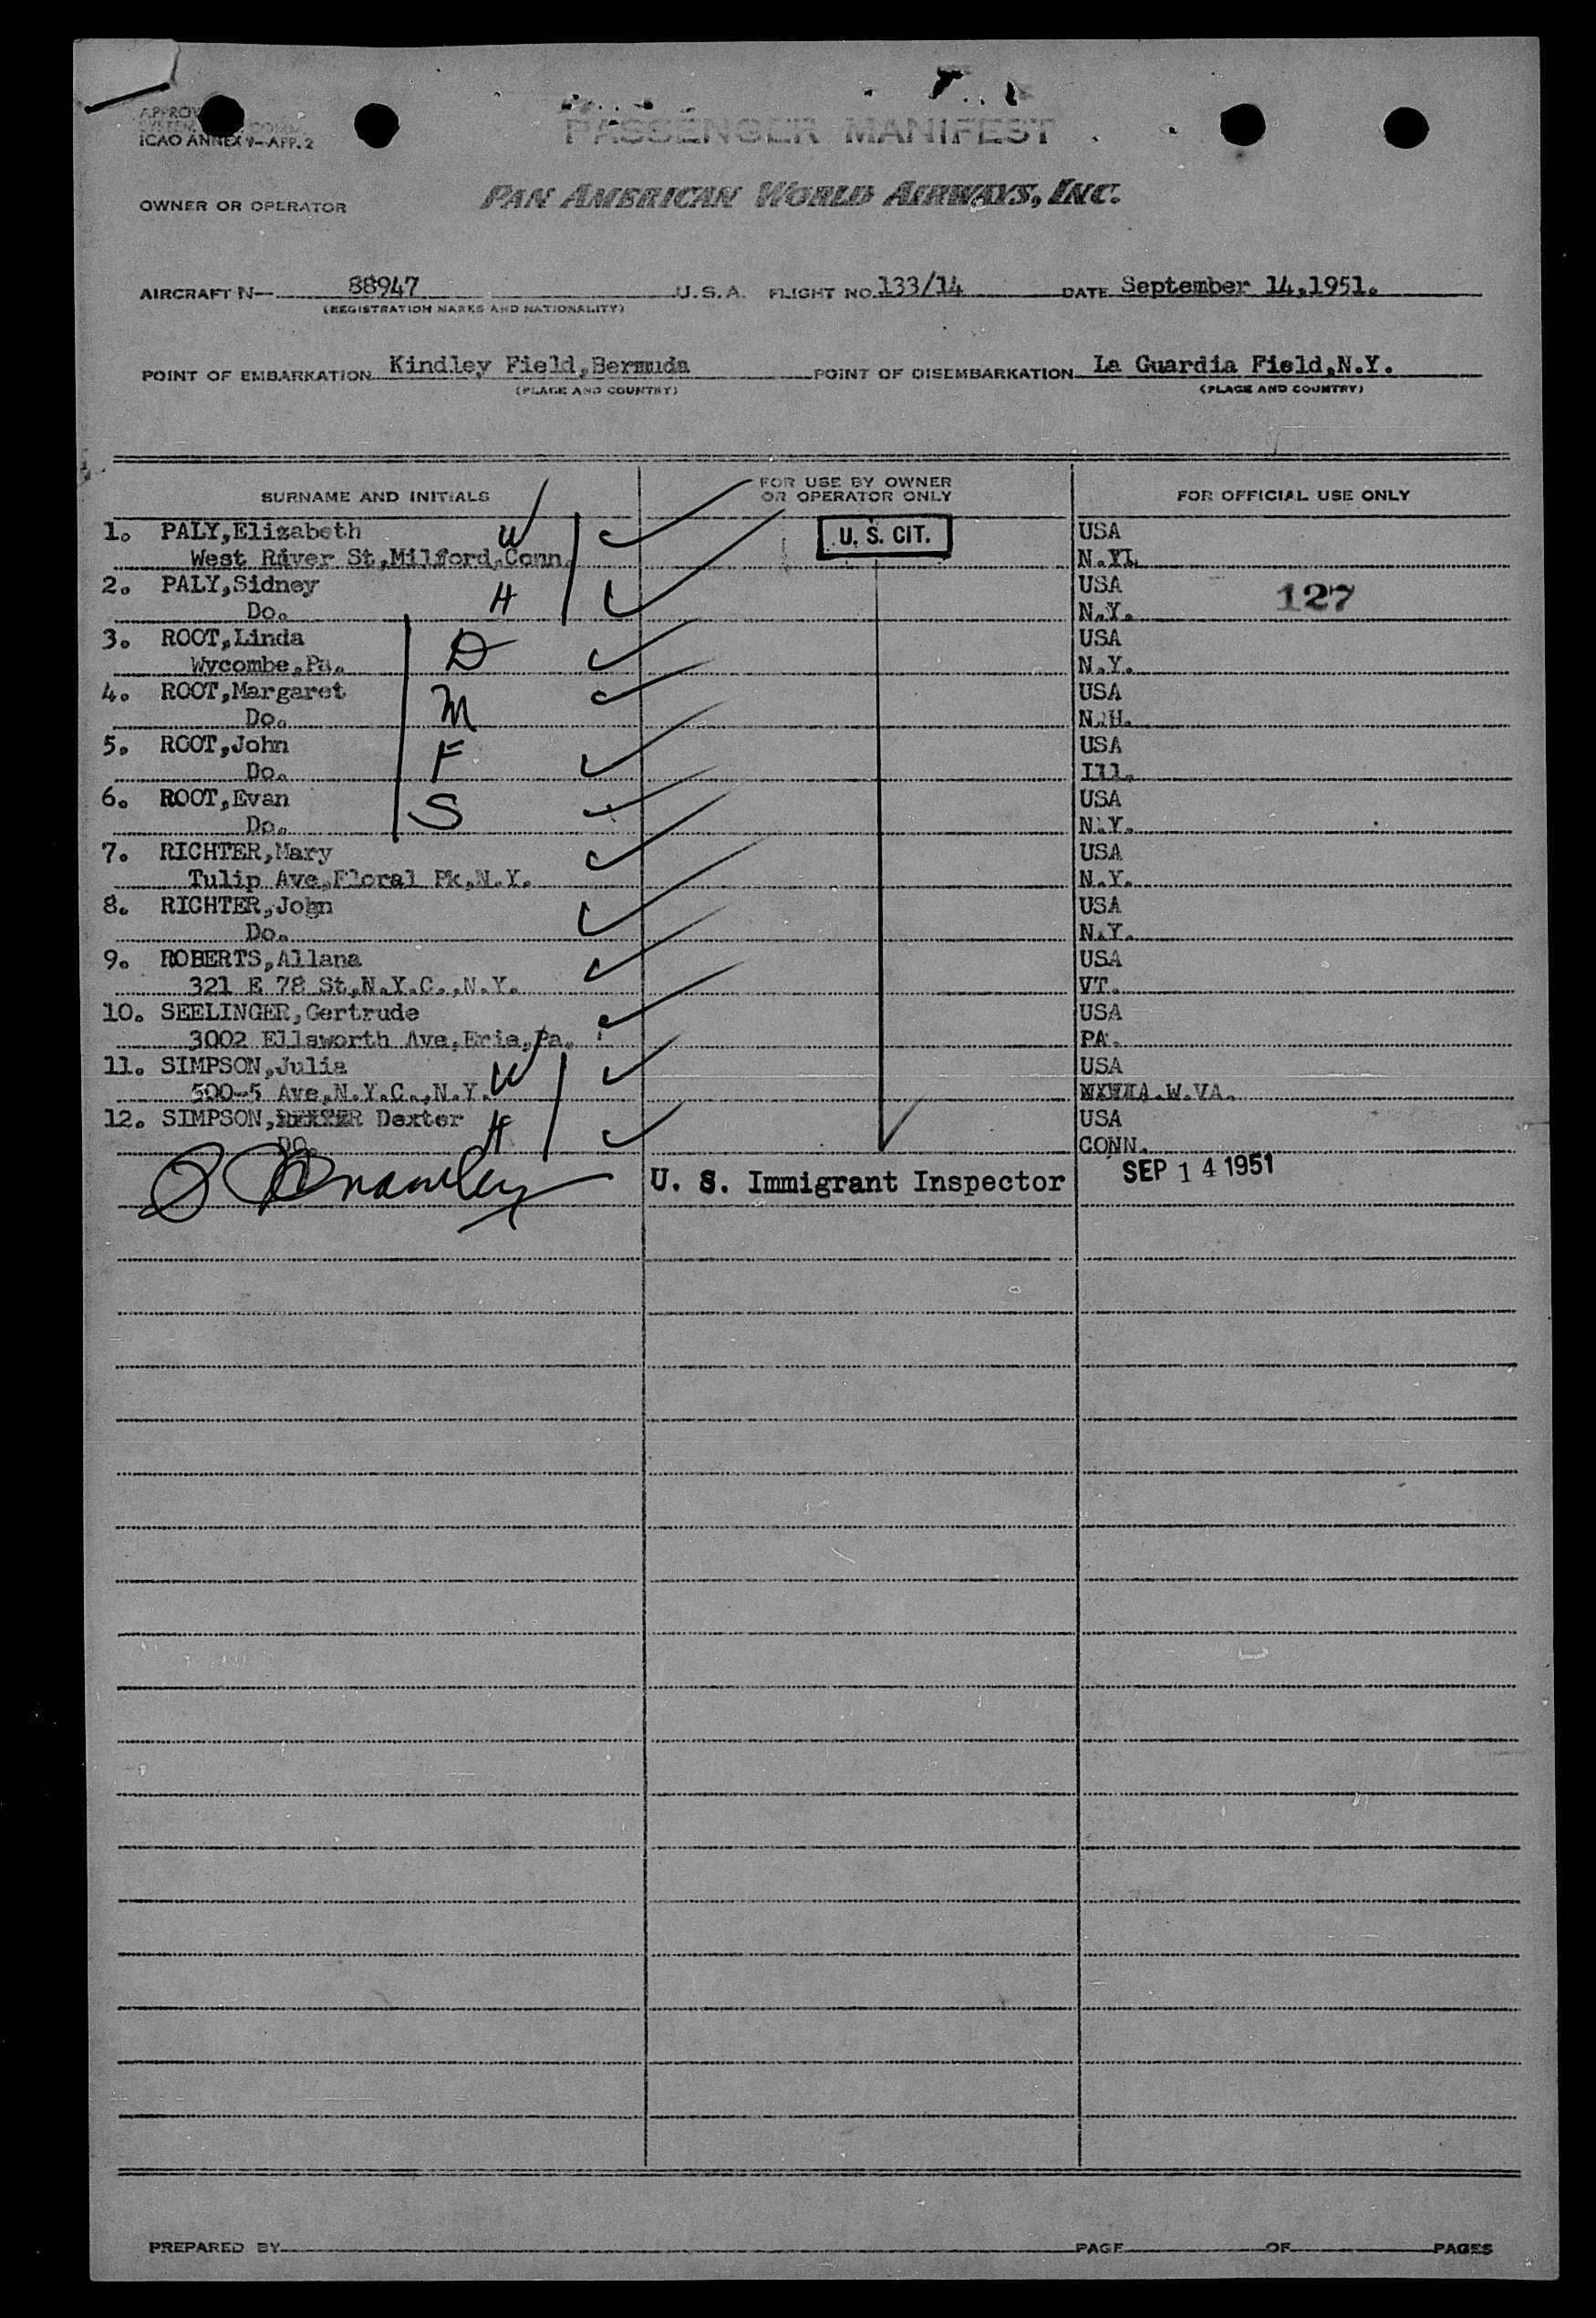 ICAO ANNEX 9-APP. 2
PASSENGER MANIFEST
OWNER OR OPERATOR PAN AMERICAN WORLD AIRWAYS, INC.
AIRCRAFT N- 88947 U.S.A. FLIGHT NO. 133/14 DATE September 14,1951.
(REGISTRATION MARKS AND NATIONALITY)
POINT OF EMBARKATION Kindley Field,Bermuda POINT OF DISEMBARKATION La Guardia Field,N.Y.
(PLACE AND COUNTRY) (PLACE AND COUNTRY)
SURNAME AND INITIALS FOR USE BY OWNER OR OPERATOR ONLY FOR OFFICIAL USE ONLY
1. PALY,Elizabeth W U. S. CIT. USA
West River St,Milford,Conn. N.Y.
2. PALY,Sidney H USA 127
Do. N.Y.
3. ROOT,Linda D USA
Wycombe,Pa. N.Y.
4. ROOT,Margaret M USA
Do. N.H.
5. ROOT,John F USA
Do. Ill.
6. ROOT,Evan S USA
Do. N.Y.
7. RICHTER,Mary USA
Tulip Ave,Floral Pk,N.Y. N.Y.
8. RICHTER,John USA
Do. N.Y.
9. ROBERTS,Allana USA
321 E 78 St,N.Y.C.,N.Y. VT.
10. SEELINGER,Gertrude USA
3002 Ellsworth Ave,Erie,Pa. PA.
11. SIMPSON,Julia W USA
500-5 Ave,N.Y.C.,N.Y. W.VA.
12. SIMPSON, Dexter H USA
DO. CONN.
U. S. Immigrant Inspector SEP 14 1951
PREPARED BY PAGE OF PAGES